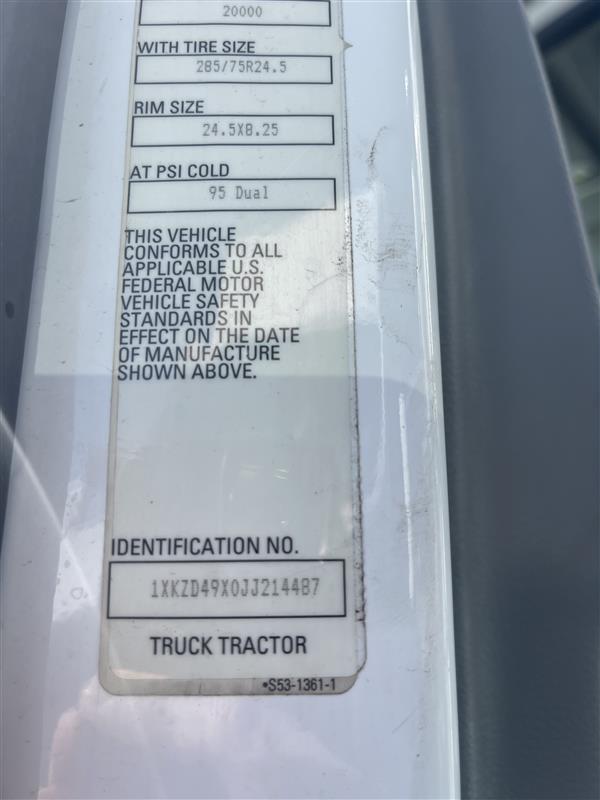 20000
WITH TIRE SIZE
285/75R24.5
RIM SIZE
24.5X8.25
AT PSI COLD
95 Dual
THIS VEHICLE
CONFORMS TO ALL
APPLICABLE U.S.
FEDERAL MOTOR
VEHICLE SAFETY
STANDARDS IN
EFFECT ON THE DATE
OF MANUFACTURE
SHOWN ABOVE.
IDENTIFICATION NO.
1XKZD49X0JJ214487
TRUCK TRACTOR
•S53-1361-1